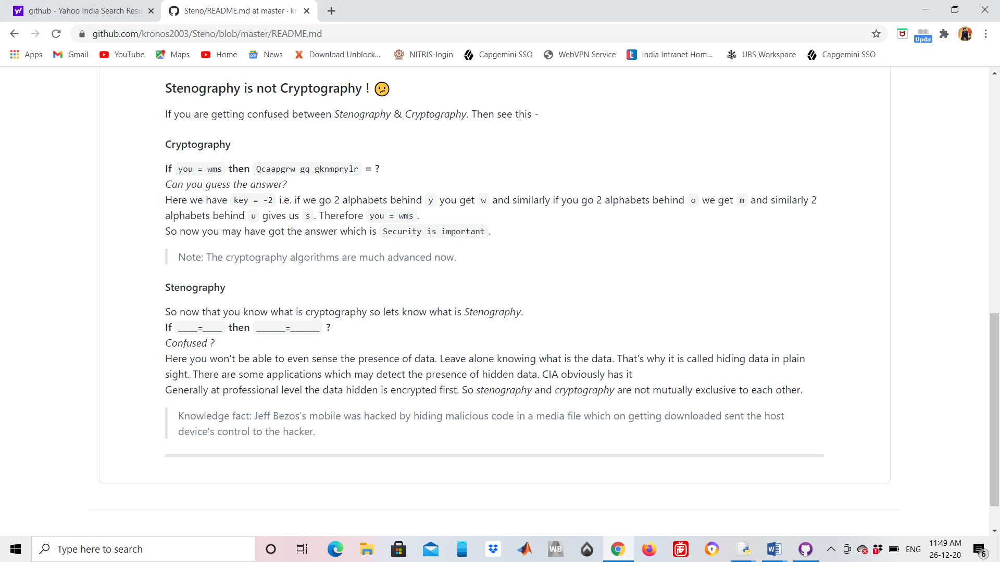 github - Yahoo India Search Resu
Steno/README.md at master · kr
github.com/kronos2003/Steno/blob/master/README.md
Updat
Apps
Gmail
YouTube
Maps
Home
News
Download Unblock...
NITRIS-login
Capgemini SSO
WebVPN Service
India Intranet Hom...
UBS Workspace
Capgemini SSO
Stenography is not Cryptography ! 😕
If you are getting confused between Stenography & Cryptography. Then see this -
Cryptography
If you = wms then Qcaapgrw gq gknmprylr = ?
Can you guess the answer?
Here we have key = -2 i.e. if we go 2 alphabets behind y you get w and similarly if you go 2 alphabets behind o we get m and similarly 2
alphabets behind u gives us s. Therefore you = wms.
So now you may have got the answer which is Security is important.
Note: The cryptography algorithms are much advanced now.
Stenography
So now that you know what is cryptography so lets know what is Stenography.
If ____=____ then ______=______ ?
Confused ?
Here you won't be able to even sense the presence of data. Leave alone knowing what is the data. That's why it is called hiding data in plain
sight. There are some applications which may detect the presence of hidden data. CIA obviously has it
Generally at professional level the data hidden is encrypted first. So stenography and cryptography are not mutually exclusive to each other.
Knowledge fact: Jeff Bezos's mobile was hacked by hiding malicious code in a media file which on getting downloaded sent the host
device's control to the hacker.
Type here to search
WB
1
ENG
11:49 AM
26-12-20
6